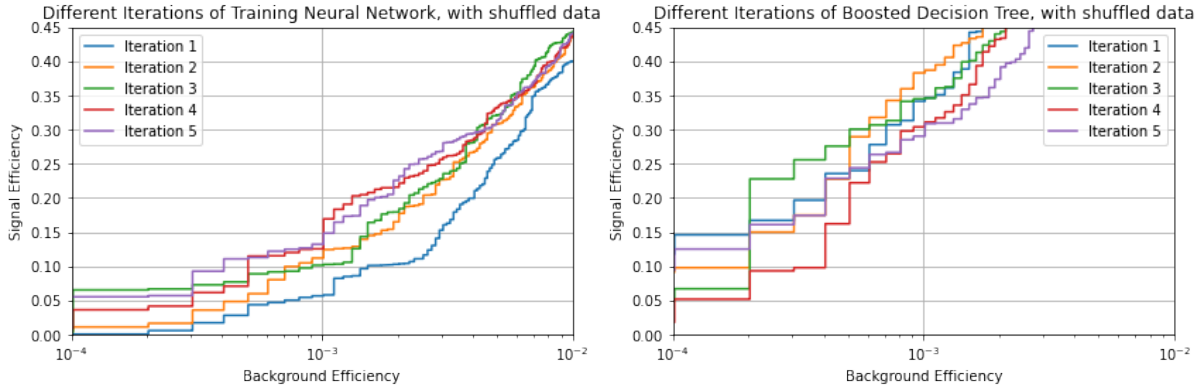 Different Iterations of Training Neural Network, with shuffled data
0.45
0.40
0.35
0.30
0.25
0.20
0.15
0.10
0.05
0.00
Signal Efficiency
Iteration 1
Iteration 2
Iteration 3
Iteration 4
Iteration 5
10⁻⁴
10⁻³
10⁻²
Background Efficiency
Different Iterations of Boosted Decision Tree, with shuffled data
0.45
0.40
0.35
0.30
0.25
0.20
0.15
0.10
0.05
0.00
Signal Efficiency
Iteration 1
Iteration 2
Iteration 3
Iteration 4
Iteration 5
10⁻⁴
10⁻³
10⁻²
Background Efficiency